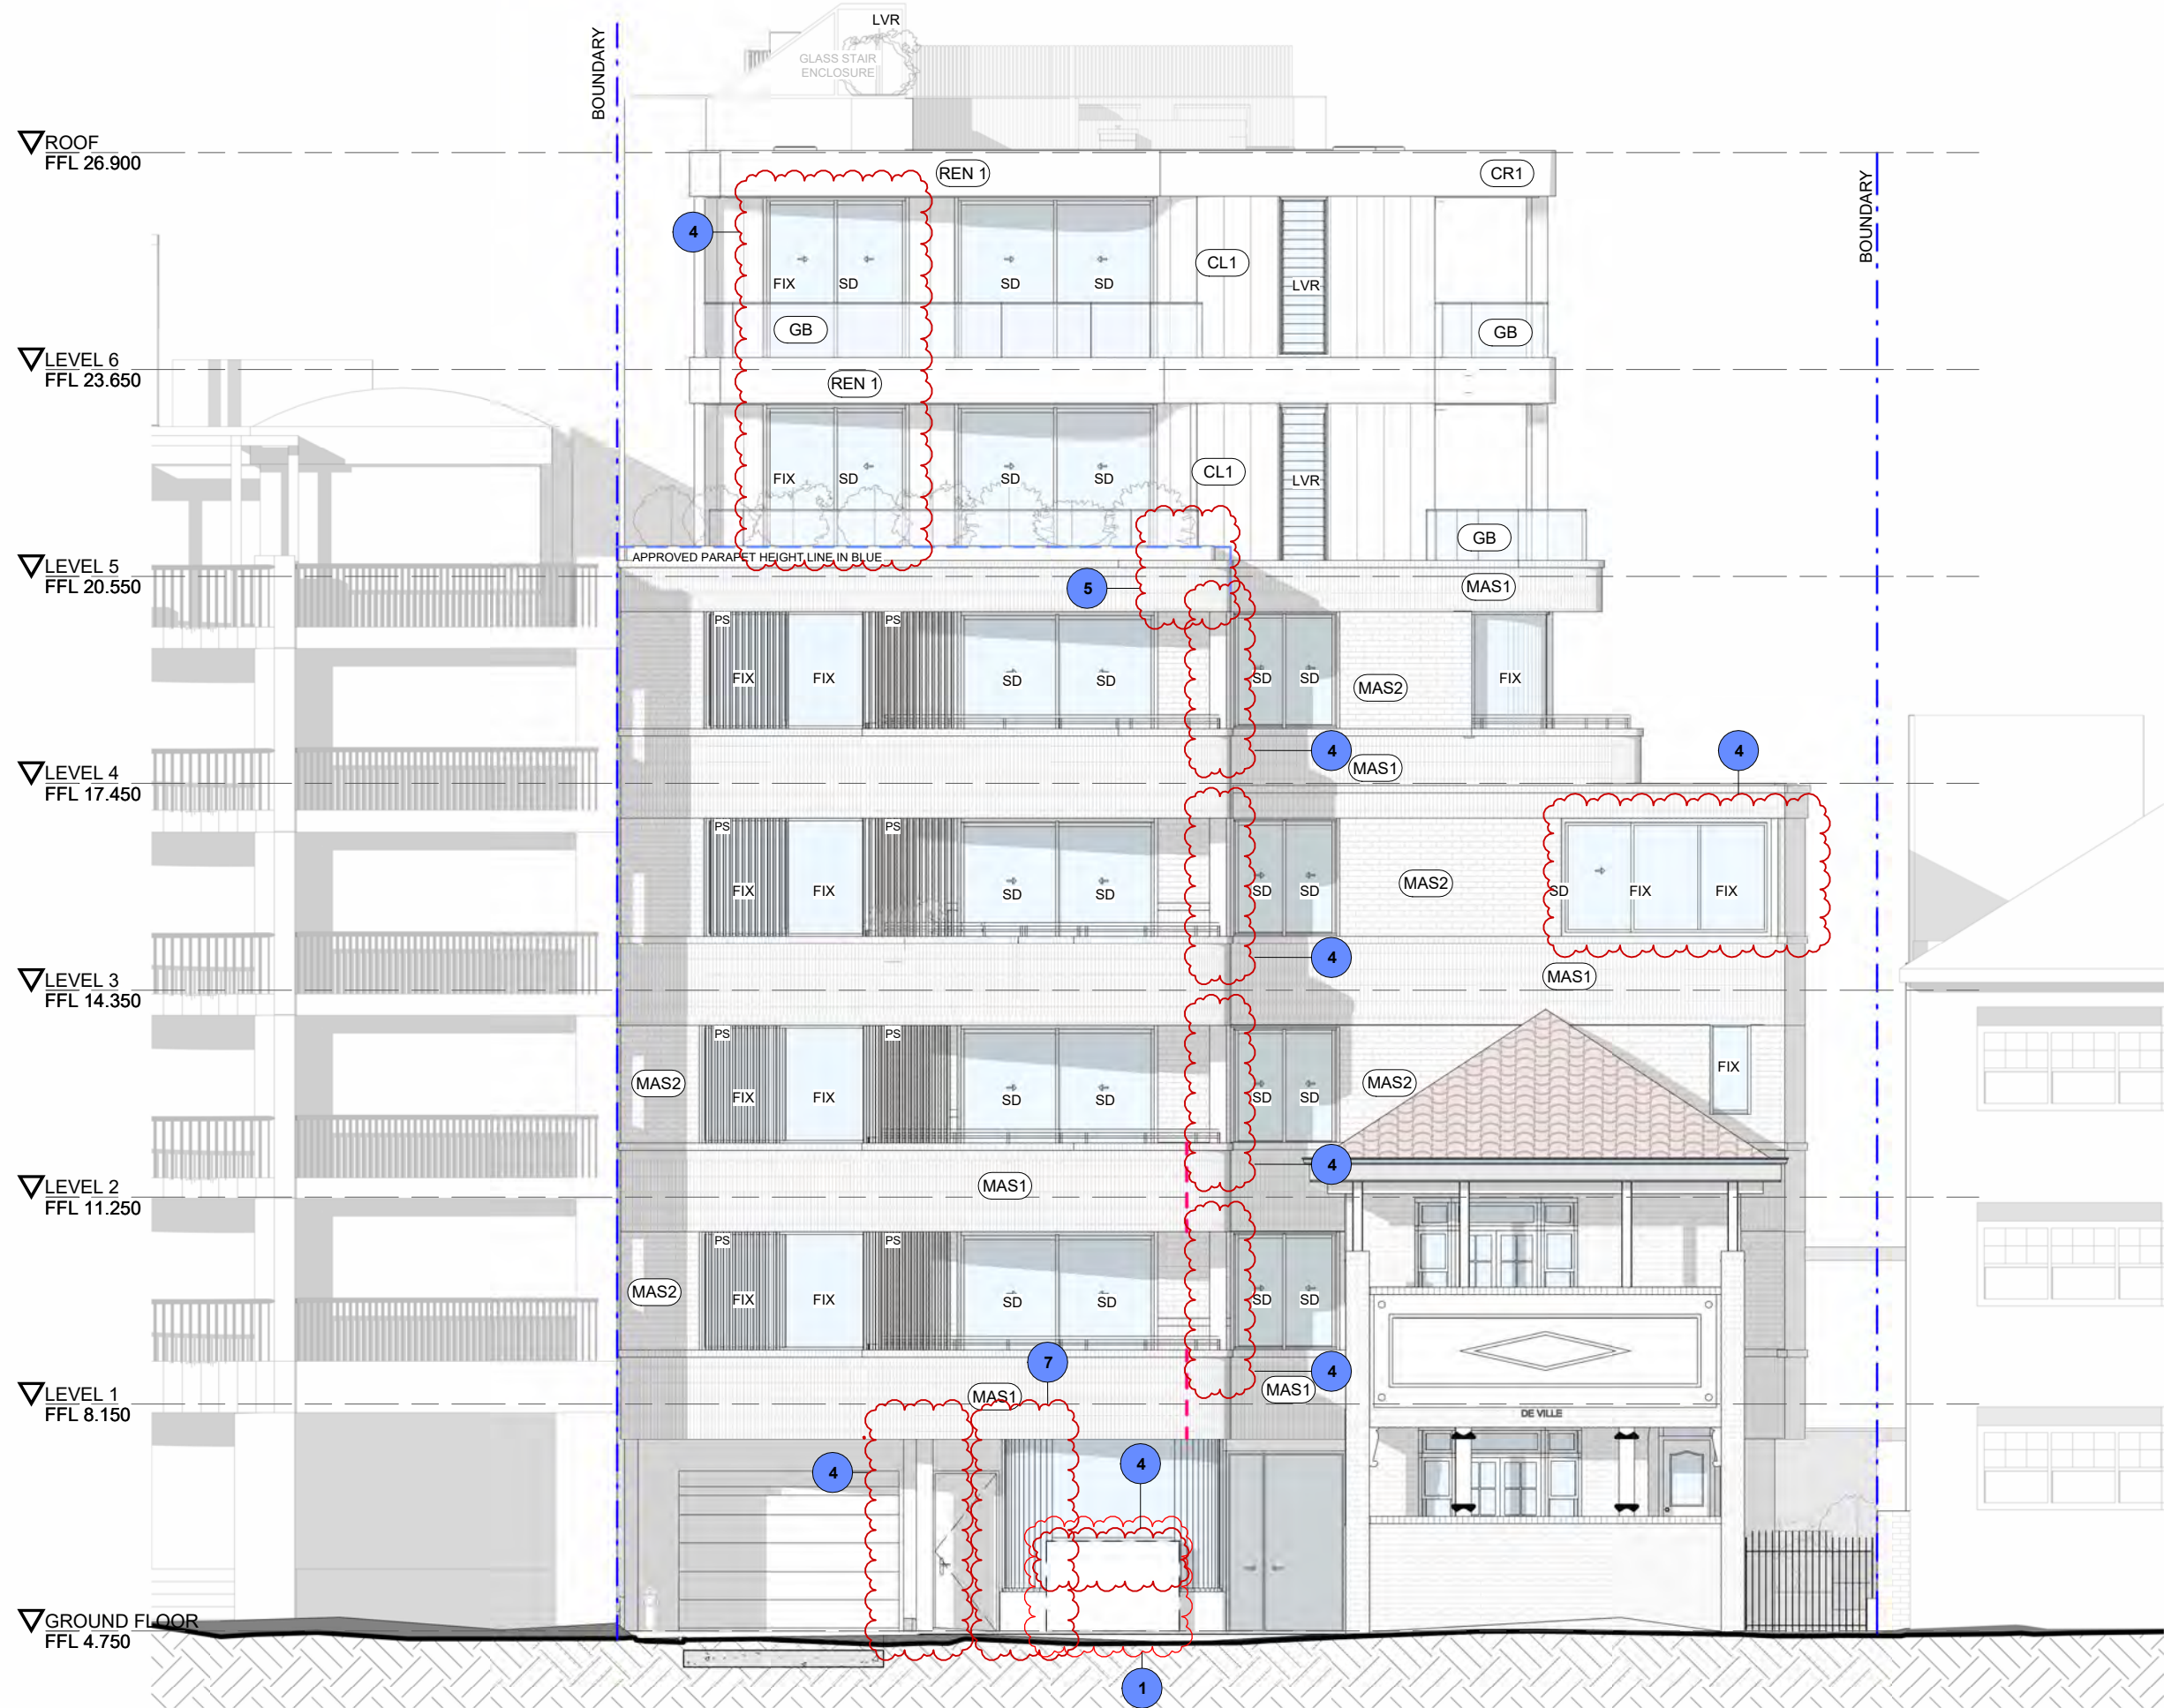 LVR
GLASS STAIR
ENCLOSURE
BOUNDARY
ROOF
FFL 26.900
REN 1
CR1
BOUNDARY
4
CL1
FIX
SD
SD
SD
LVR
GB
GB
LEVEL 6
FFL 23.650
REN 1
CL1
FIX
SD
SD
SD
LVR
GB
APPROVED PARAPET HEIGHT LINE IN BLUE
LEVEL 5
FFL 20.550
5
MAS1
PS
PS
FIX
FIX
SD
SD
SD
SD
MAS2
FIX
4
4
MAS1
LEVEL 4
FFL 17.450
PS
PS
FIX
FIX
SD
SD
SD
SD
MAS2
SD
FIX
FIX
4
MAS1
LEVEL 3
FFL 14.350
PS
PS
FIX
MAS2
FIX
FIX
SD
SD
SD
SD
MAS2
4
LEVEL 2
FFL 11.250
MAS1
PS
PS
MAS2
FIX
FIX
SD
SD
SD
SD
7
4
MAS1
MAS1
LEVEL 1
FFL 8.150
DE VILLE
4
4
GROUND FLOOR
FFL 4.750
1